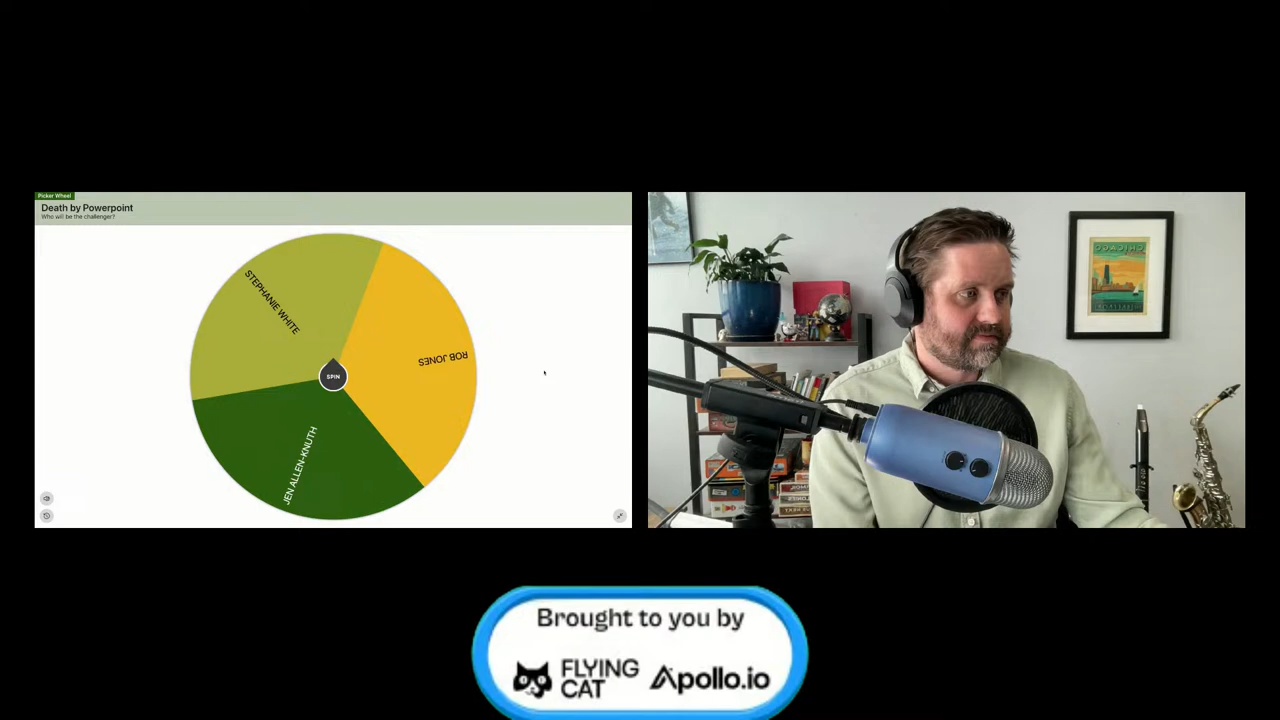 Picker Wheel
Death by Powerpoint
Who will be the challenger?
STEPHANIE WHITE
ROB JONES
SPIN
JEN ALLEN-KNUTH
Brought to you by
FLYING
CAT
Apollo.io